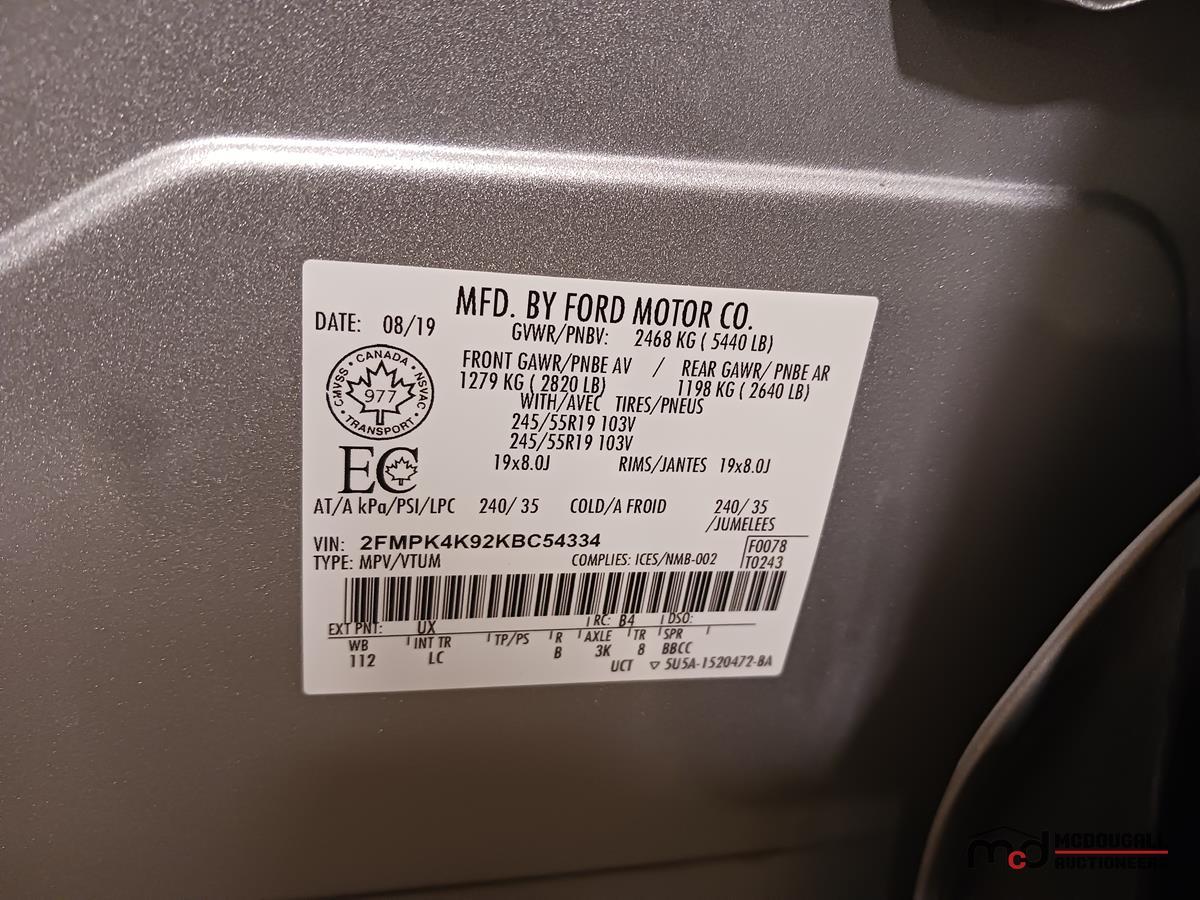 MFD. BY FORD MOTOR CO.
DATE: 08/19
GVWR/PNBV: 2468 KG ( 5440 LB)
FRONT GAWR/PNBE AV / REAR GAWR/ PNBE AR
1279 KG ( 2820 LB) 1198 KG ( 2640 LB)
WITH/AVEC TIRES/PNEUS
245/55R19 103V
245/55R19 103V
19x8.0J RIMS/JANTES 19x8.0J
CANADA
CMVSS NSVAC
977
TRANSPORT
EC
AT/A kPa/PSI/LPC 240/ 35 COLD/A FROID 240/ 35
/JUMELEES
VIN: 2FMPK4K92KBC54334
F0078
TYPE: MPV/VTUM COMPLIES: ICES/NMB-002 T0243
EXT PNT: UX RC: B4 DSO:
WB INT TR TP/PS R AXLE TR SPR
112 LC B 3K 8 BBCC
UCT ▽ 5U5A-1520472-BA
mcd MCDOUGALL
AUCTIONEERS